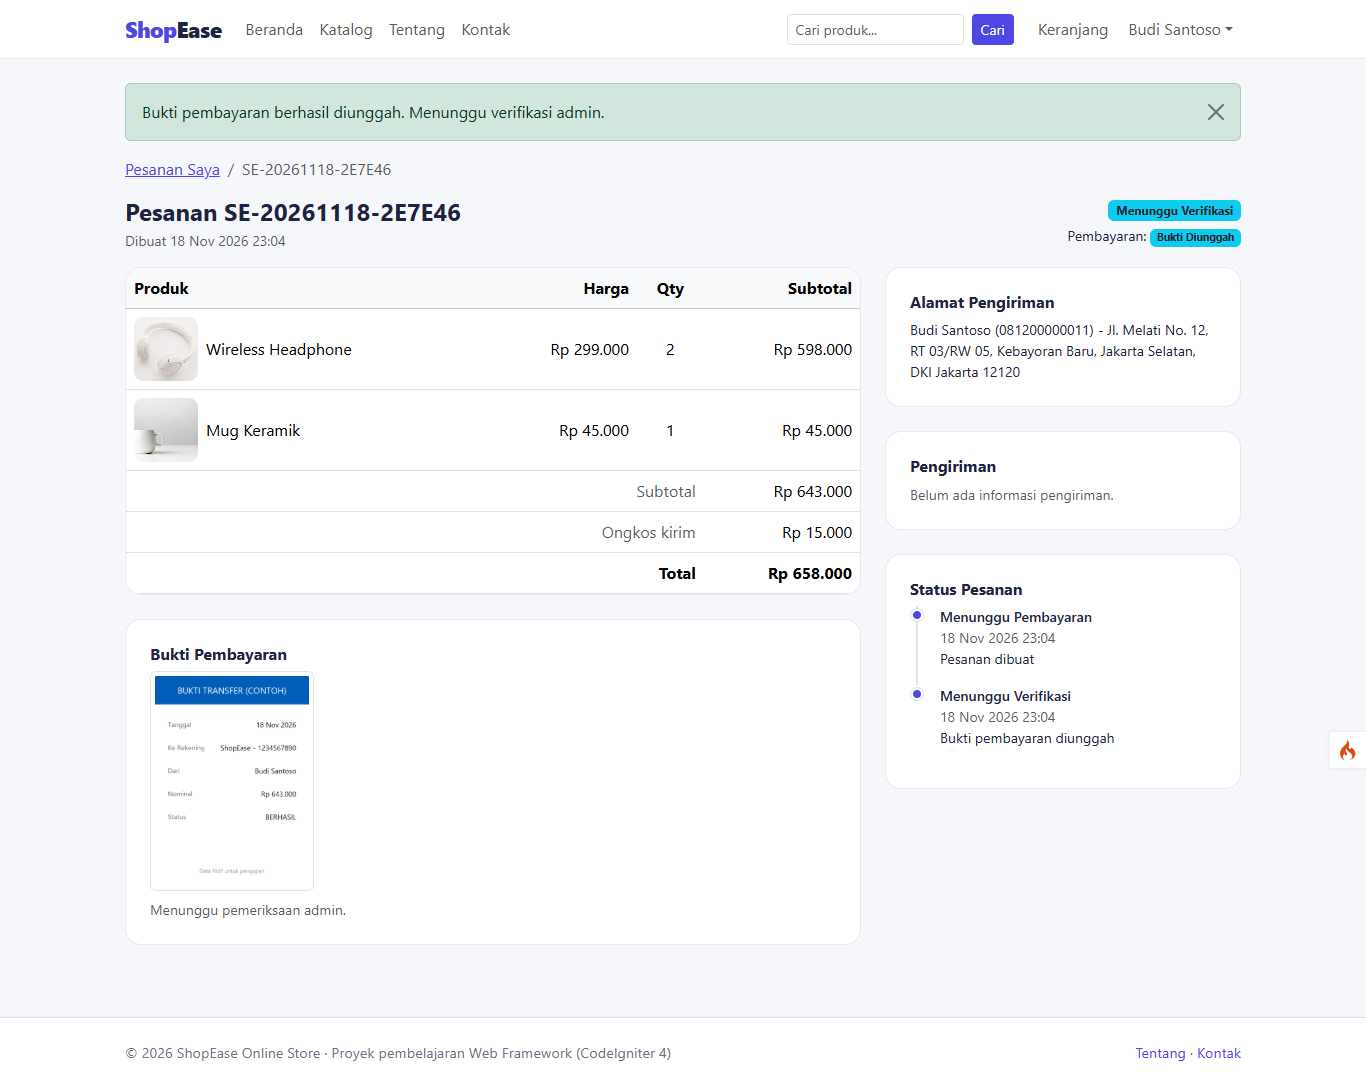 ShopEase Beranda Katalog Tentang Kontak Cari produk... Cari Keranjang Budi Santoso
Bukti pembayaran berhasil diunggah. Menunggu verifikasi admin.
Pesanan Saya / SE-20261118-2E7E46
Pesanan SE-20261118-2E7E46
Dibuat 18 Nov 2026 23:04
Menunggu Verifikasi
Pembayaran: Bukti Diunggah
Produk Harga Qty Subtotal
Wireless Headphone Rp 299.000 2 Rp 598.000
Mug Keramik Rp 45.000 1 Rp 45.000
Subtotal Rp 643.000
Ongkos kirim Rp 15.000
Total Rp 658.000
Bukti Pembayaran
BUKTI TRANSFER (CONTOH)
Tanggal 18 Nov 2026
Ke Rekening ShopEase - 1234567890
Dari Budi Santoso
Nominal Rp 643.000
Status BERHASIL
Data fiktif untuk pengujian
Menunggu pemeriksaan admin.
Alamat Pengiriman
Budi Santoso (081200000011) - Jl. Melati No. 12,
RT 03/RW 05, Kebayoran Baru, Jakarta Selatan,
DKI Jakarta 12120
Pengiriman
Belum ada informasi pengiriman.
Status Pesanan
Menunggu Pembayaran
18 Nov 2026 23:04
Pesanan dibuat
Menunggu Verifikasi
18 Nov 2026 23:04
Bukti pembayaran diunggah
© 2026 ShopEase Online Store · Proyek pembelajaran Web Framework (CodeIgniter 4)
Tentang · Kontak